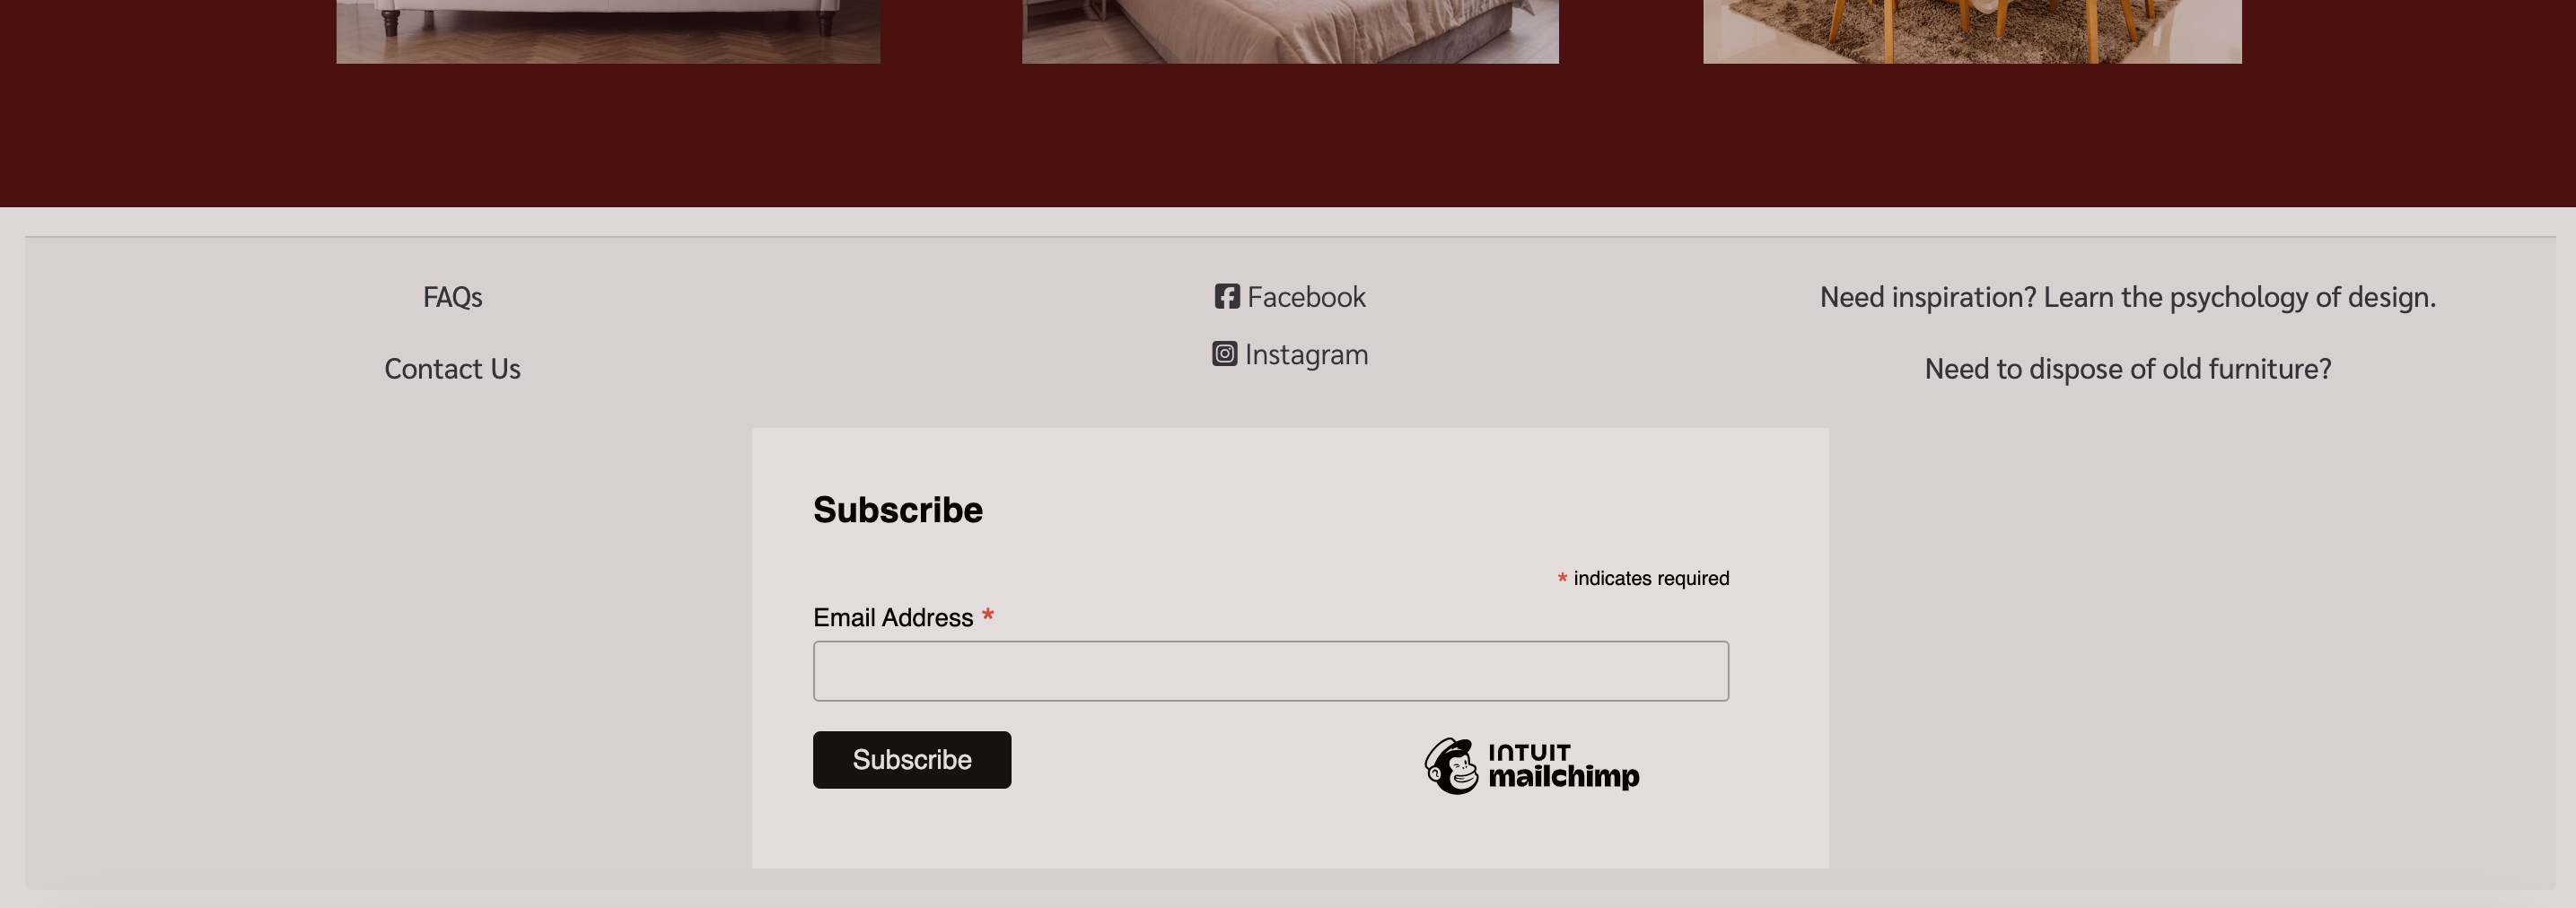 FAQs
Contact Us
Facebook
Instagram
Need inspiration? Learn the psychology of design.
Need to dispose of old furniture?
Subscribe
* indicates required
Email Address *
Subscribe
INTUIT
mailchimp